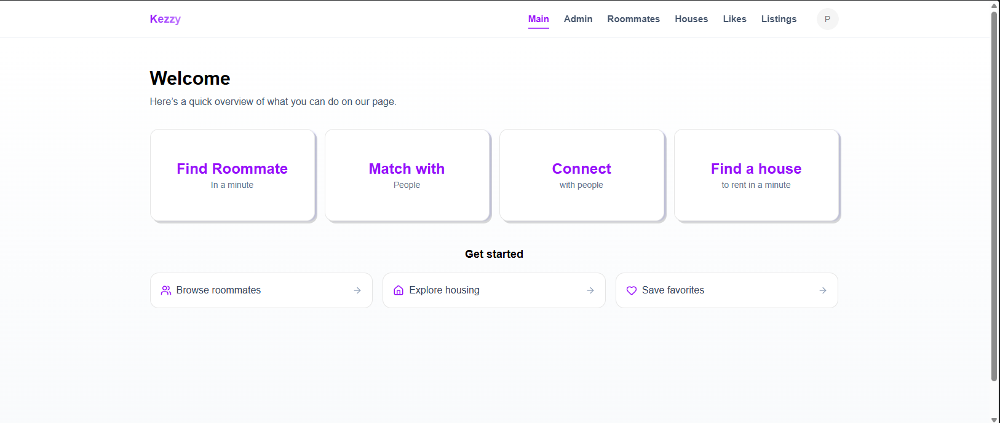 Kezzy
Main Admin Roommates Houses Likes Listings P
Welcome
Here’s a quick overview of what you can do on our page.
Find Roommate
In a minute
Match with
People
Connect
with people
Find a house
to rent in a minute
Get started
Browse roommates
Explore housing
Save favorites